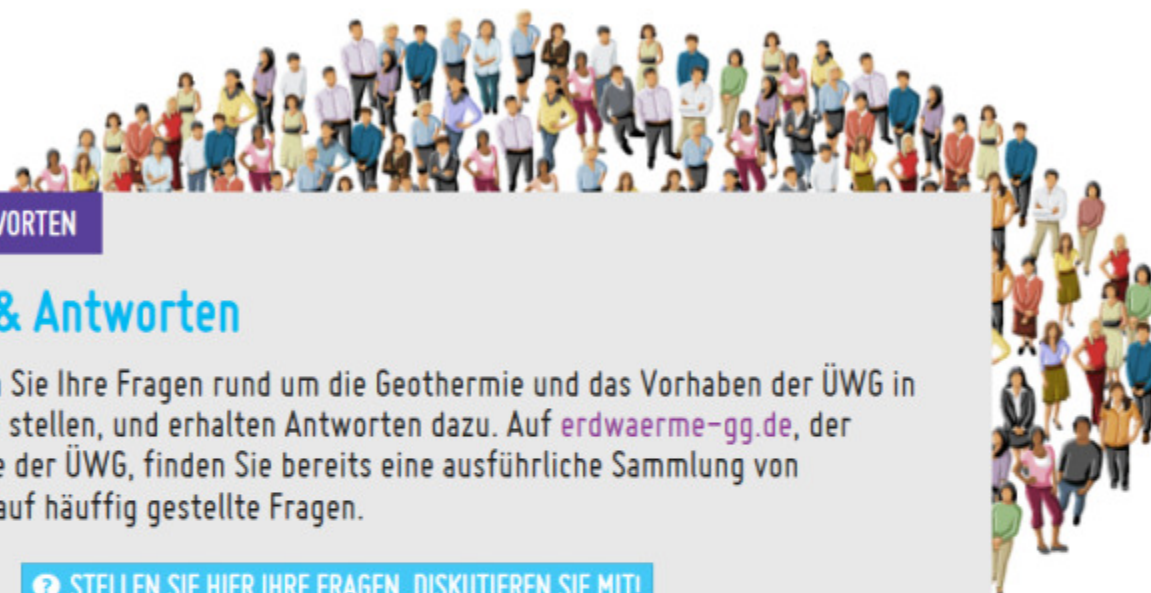 VORTEN
& Antworten
Sie Ihre Fragen rund um die Geothermie und das Vorhaben der ÜWG in
stellen, und erhalten Antworten dazu. Auf erdwaerme-gg.de, der
e der ÜWG, finden Sie bereits eine ausführliche Sammlung von
auf häuffig gestellte Fragen.
STELLEN SIE HIER IHRE FRAGEN, DISKUTIEREN SIE MIT!